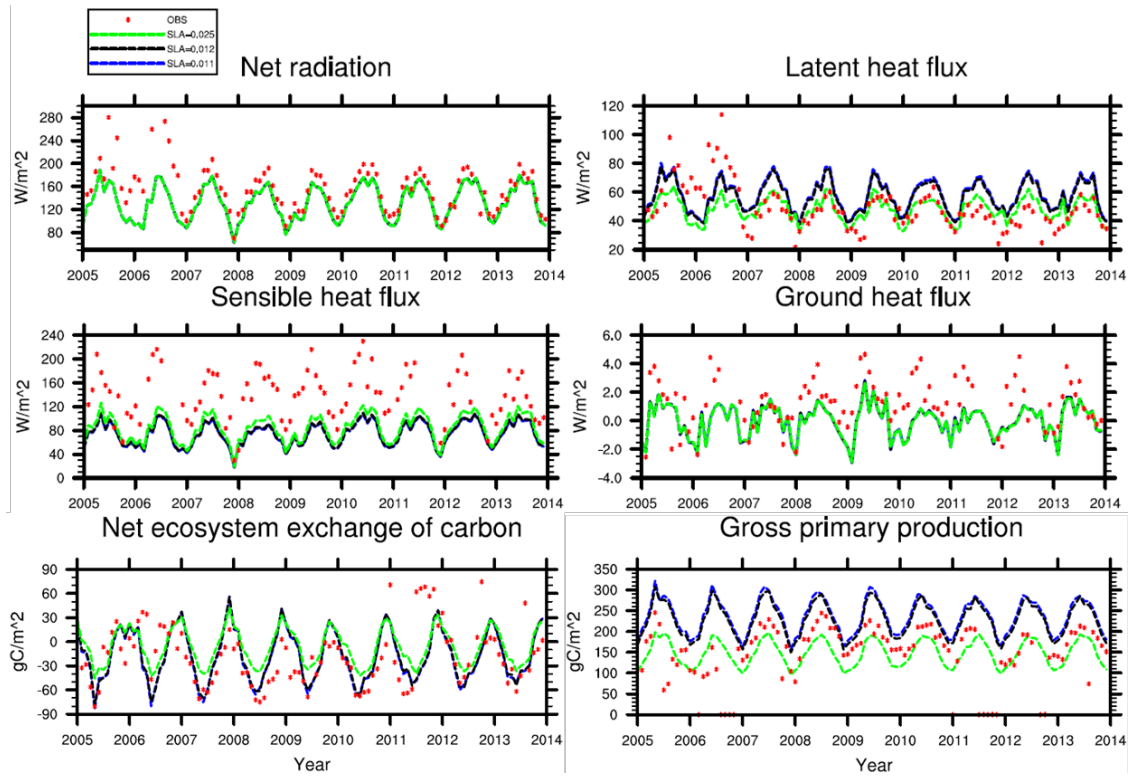 OBS
SLA=0.025
SLA=0.012
SLA=0.011
Net radiation
W/m^2
280
240
200
160
120
80
2005 2006 2007 2008 2009 2010 2011 2012 2013 2014
Latent heat flux
W/m^2
120
100
80
60
40
20
2005 2006 2007 2008 2009 2010 2011 2012 2013 2014
Sensible heat flux
W/m^2
240
200
160
120
80
40
0
2005 2006 2007 2008 2009 2010 2011 2012 2013 2014
Ground heat flux
W/m^2
6.0
4.0
2.0
0.0
-2.0
-4.0
2005 2006 2007 2008 2009 2010 2011 2012 2013 2014
Net ecosystem exchange of carbon
gC/m^2
90
60
30
0
-30
-60
-90
2005 2006 2007 2008 2009 2010 2011 2012 2013 2014
Year
Gross primary production
gC/m^2
350
300
250
200
150
100
50
0
2005 2006 2007 2008 2009 2010 2011 2012 2013 2014
Year